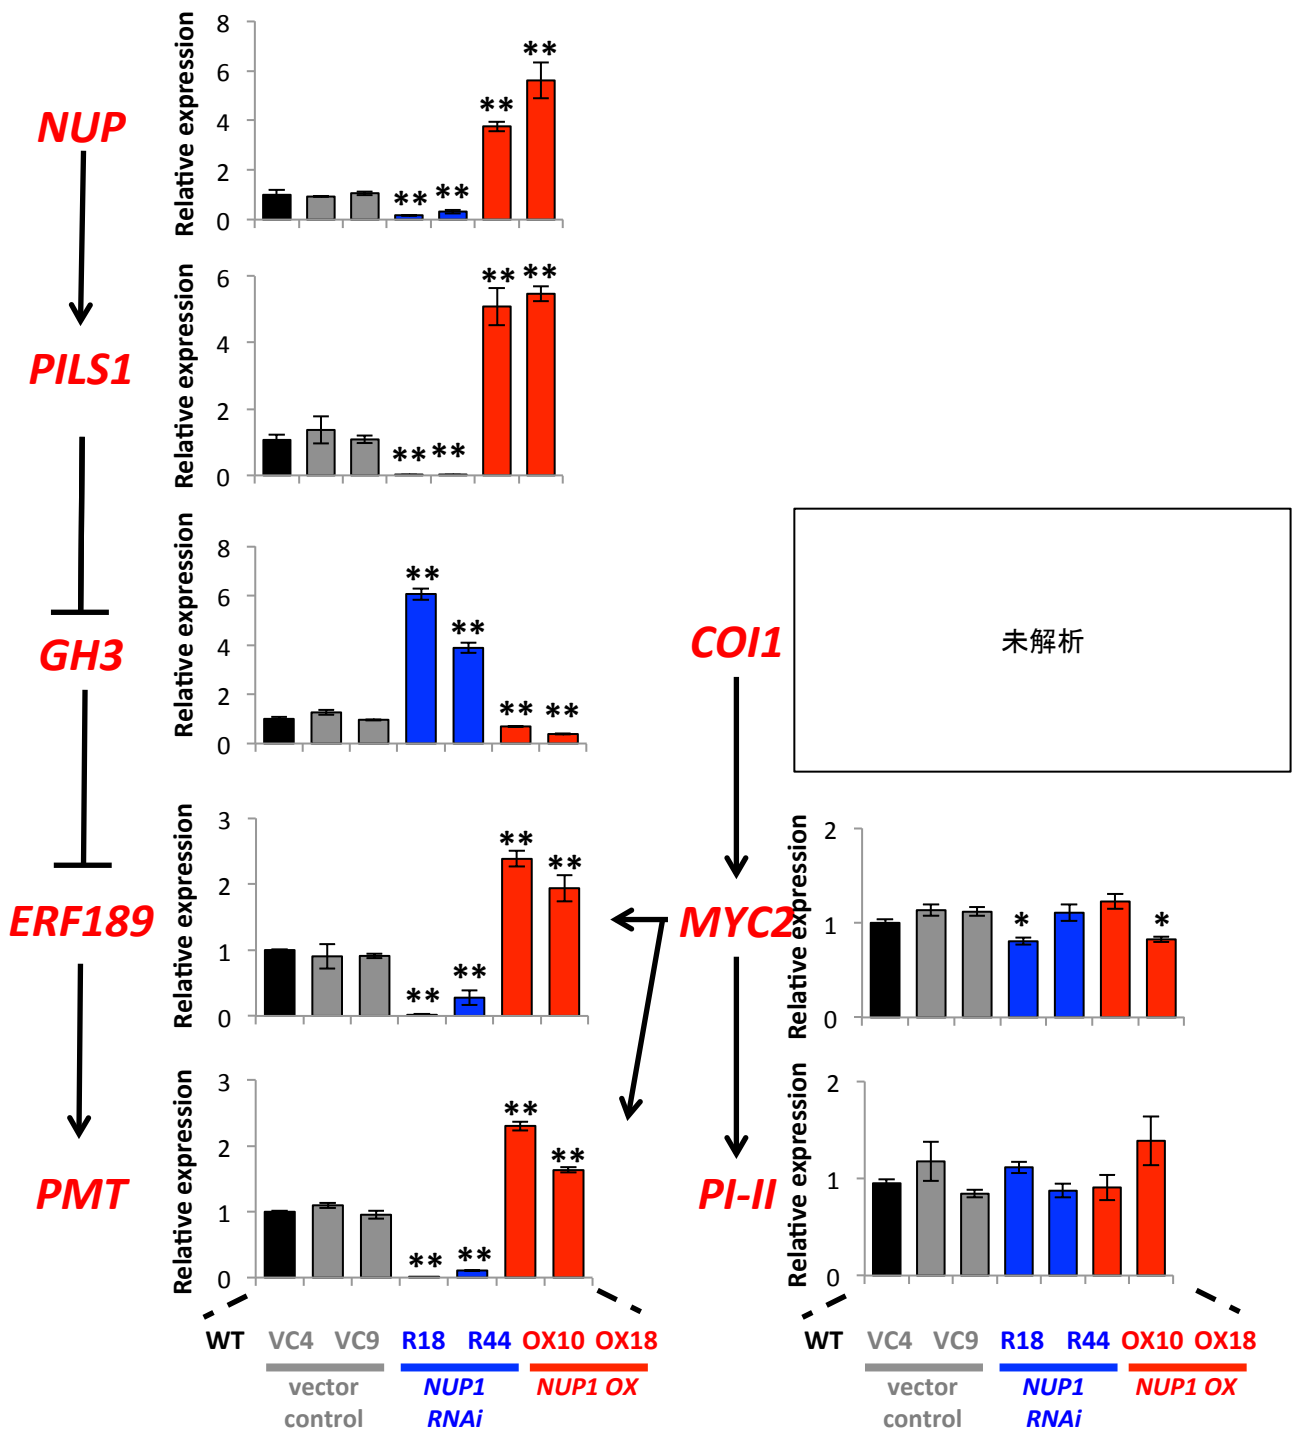 NUP
Relative expression
8
6
4
2
0
**
**
**
**
PILS1
Relative expression
6
4
2
0
**
**
**
**
GH3
Relative expression
8
6
4
2
0
**
**
**
**
COI1
未解析
ERF189
Relative expression
3
2
1
0
**
**
**
**
MYC2
Relative expression
2
1
0
*
*
PMT
Relative expression
3
2
1
0
**
**
**
**
PI-II
Relative expression
2
1
0
WT VC4 VC9 R18 R44 OX10 OX18
vector control
NUP1 RNAi
NUP1 OX
WT VC4 VC9 R18 R44 OX10 OX18
vector control
NUP1 RNAi
NUP1 OX